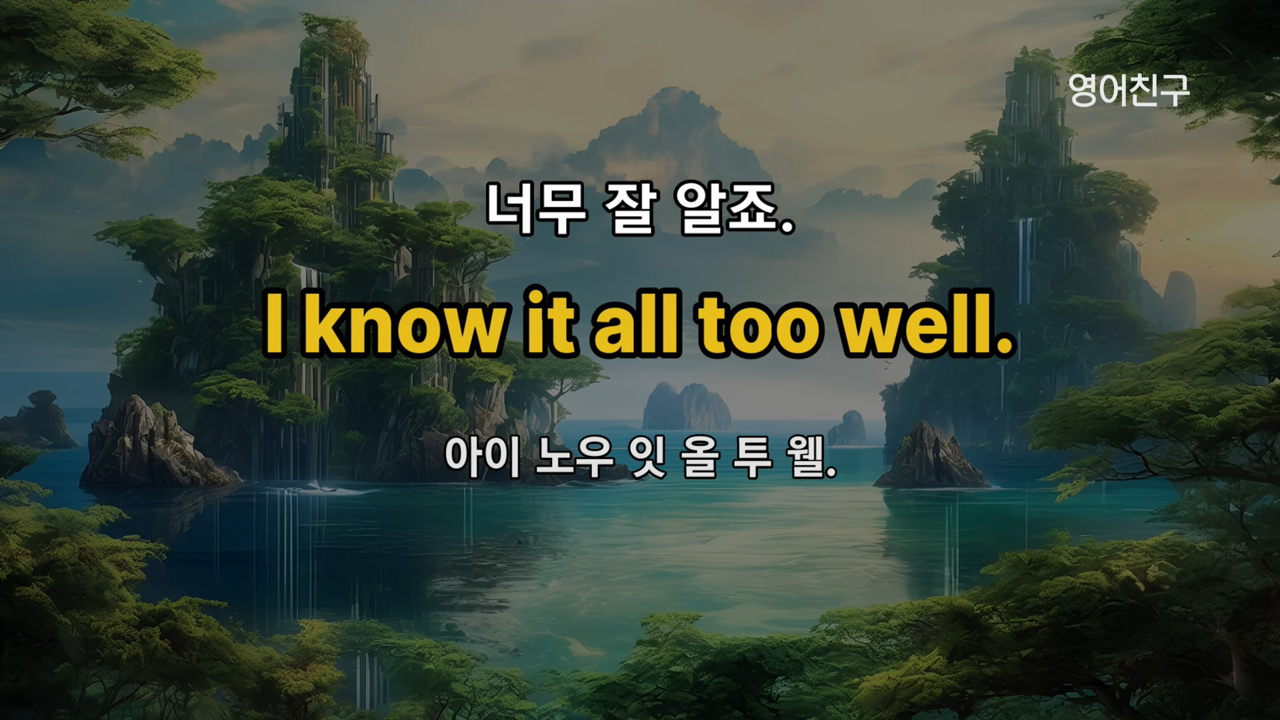 영어친구
너무 잘 알죠.
I know it all too well.
아이 노우 잇 올 투 웰.